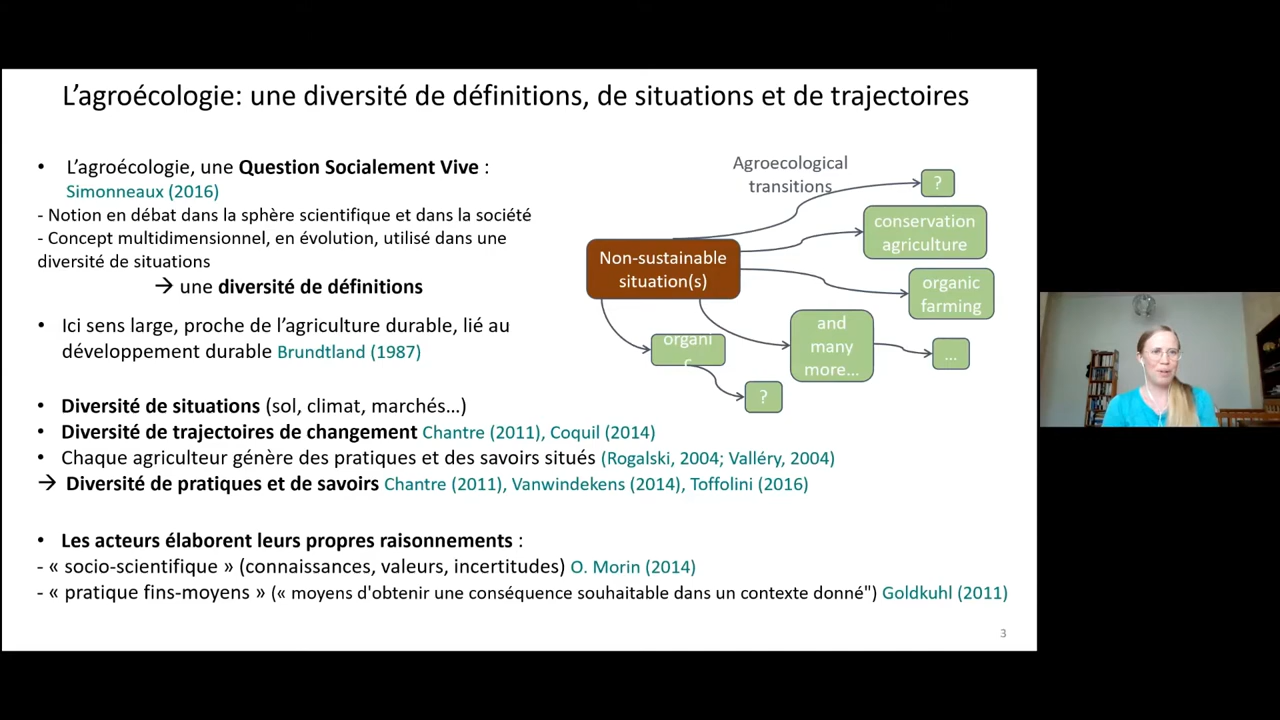 L’agroécologie: une diversité de définitions, de situations et de trajectoires
• L’agroécologie, une Question Socialement Vive :
Simonneaux (2016)
- Notion en débat dans la sphère scientifique et dans la société
- Concept multidimensionnel, en évolution, utilisé dans une
diversité de situations
→ une diversité de définitions
• Ici sens large, proche de l’agriculture durable, lié au
développement durable Brundtland (1987)
• Diversité de situations (sol, climat, marchés…)
• Diversité de trajectoires de changement Chantre (2011), Coquil (2014)
• Chaque agriculteur génère des pratiques et des savoirs situés (Rogalski, 2004; Valléry, 2004)
→ Diversité de pratiques et de savoirs Chantre (2011), Vanwindekens (2014), Toffolini (2016)
• Les acteurs élaborent leurs propres raisonnements :
- « socio-scientifique » (connaissances, valeurs, incertitudes) O. Morin (2014)
- « pratique fins-moyens » (« moyens d'obtenir une conséquence souhaitable dans un contexte donné") Goldkuhl (2011)
Agroecological
transitions
?
conservation
agriculture
Non-sustainable
situation(s)
organic
farming
organi
c
and
many
more…
…
?
3